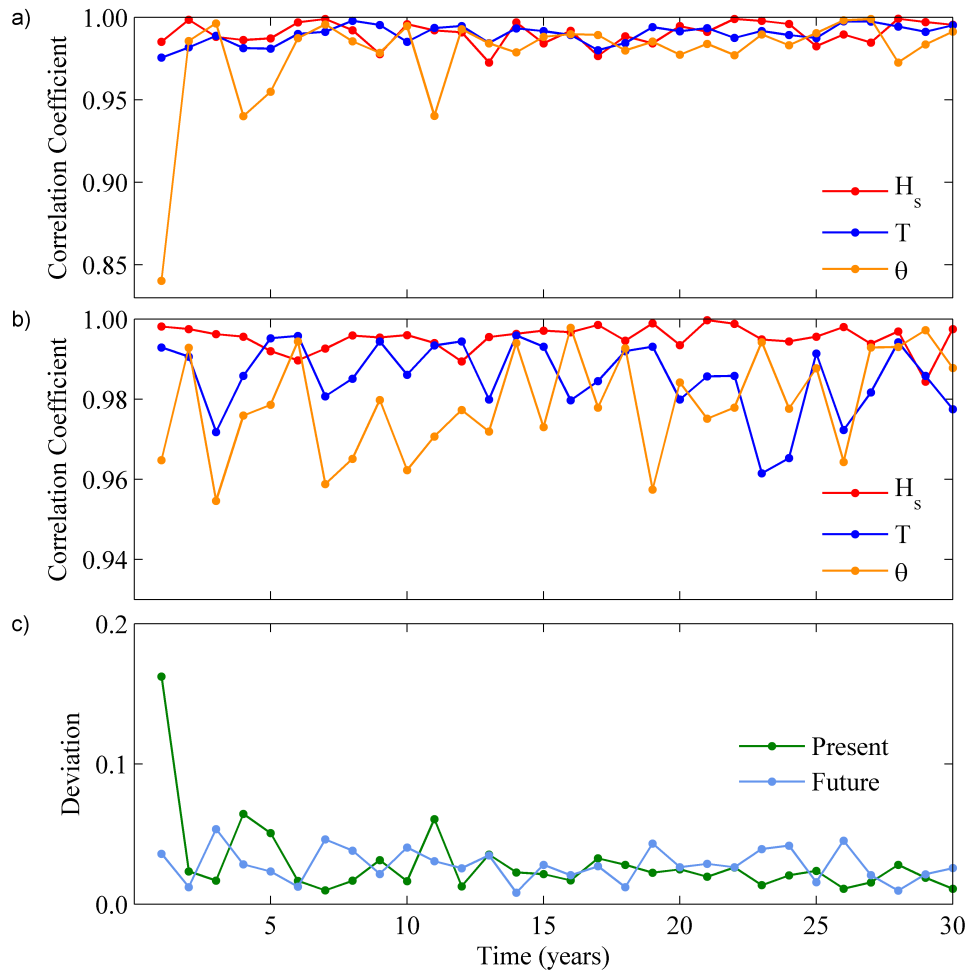 a)
1.00
0.95
0.90
0.85
Correlation Coefficient
Hs
T
θ
b)
1.00
0.98
0.96
0.94
Correlation Coefficient
Hs
T
θ
c)
0.2
0.1
0.0
Deviation
Present
Future
5 10 15 20 25 30
Time (years)